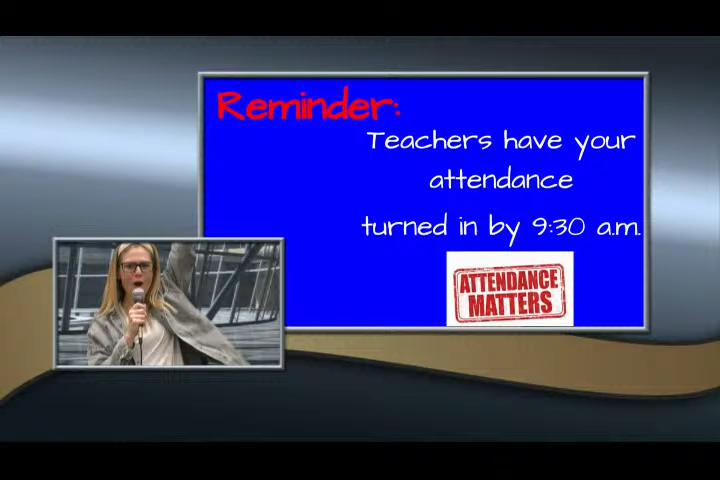 Reminder:
Teachers have your
attendance
turned in by 9:30 a.m.
ATTENDANCE
MATTERS